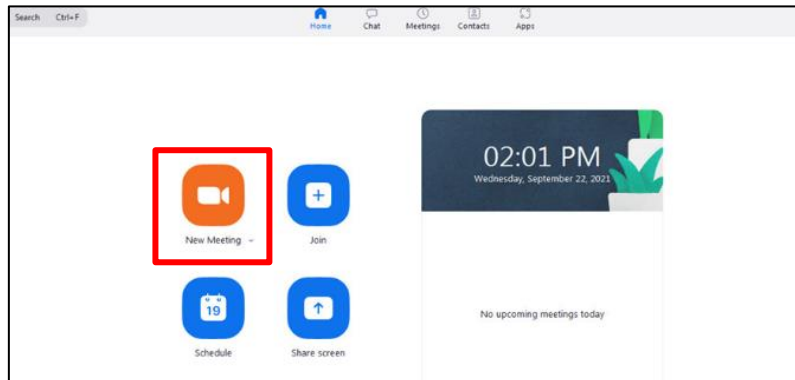 Search Ctrl+F
Home Chat Meetings Contacts Apps
02:01 PM
Wednesday, September 22, 2021
New Meeting Join
19
Schedule Share screen
No upcoming meetings today